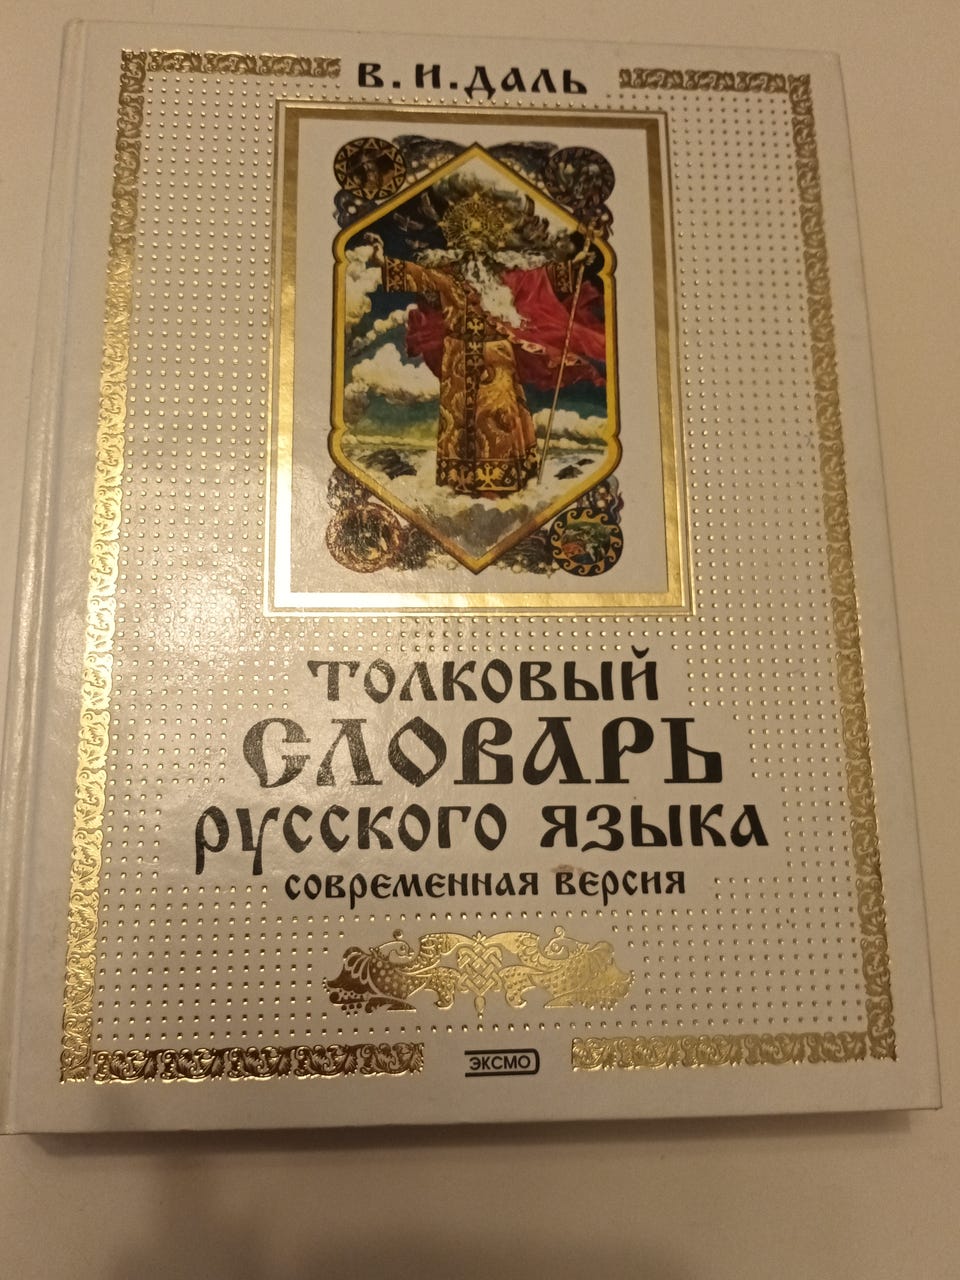 В. И. ДАЛЬ
ТОЛКОВЫЙ
СЛОВАРЬ
РУССКОГО ЯЗЫКА
СОВРЕМЕННАЯ ВЕРСИЯ
ЭКСМО